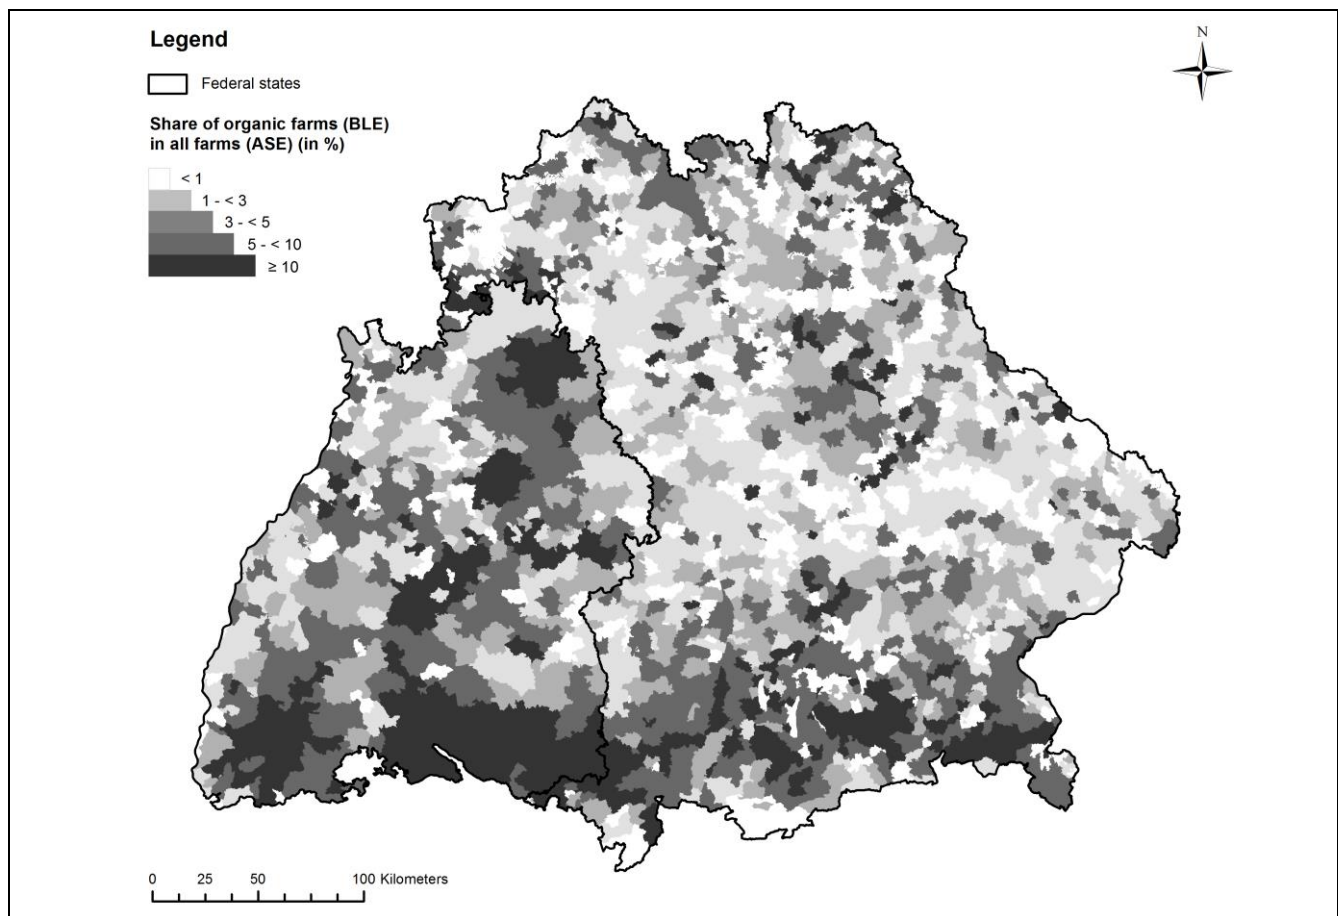 Legend
N
Federal states
Share of organic farms (BLE)
in all farms (ASE) (in %)
< 1
1 - < 3
3 - < 5
5 - < 10
≥ 10
0 25 50 100 Kilometers